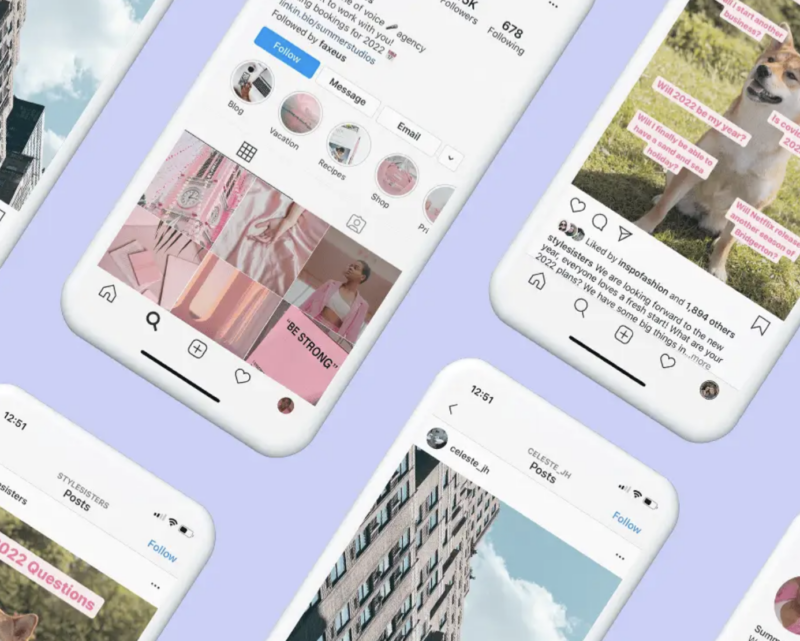 678
Followers
Following
of voice
agency
to work with you!
bookings for 2022
linkin.bio/summerstudios
Followed by faxeus
Follow
Message
Email
Blog
Vacation
Recipes
Shop
Pri
"BE STRONG"
I start another
business?
Will 2022 be my year?
Is covi
202
Will I finally be able to
have a sand and sea
holiday?
Will Netflix release
another season of
Bridgerton?
Liked by inspofashion and 1,894 others
stylesisters We are looking forward to the new
year, everyone loves a fresh start! What are your
2022 plans? We have some big things in...more
12:51
STYLESISTERS
Posts
esisters
Follow
2022 Questions
12:51
CELESTE_JH
Posts
celeste_jh
Follow
Summ